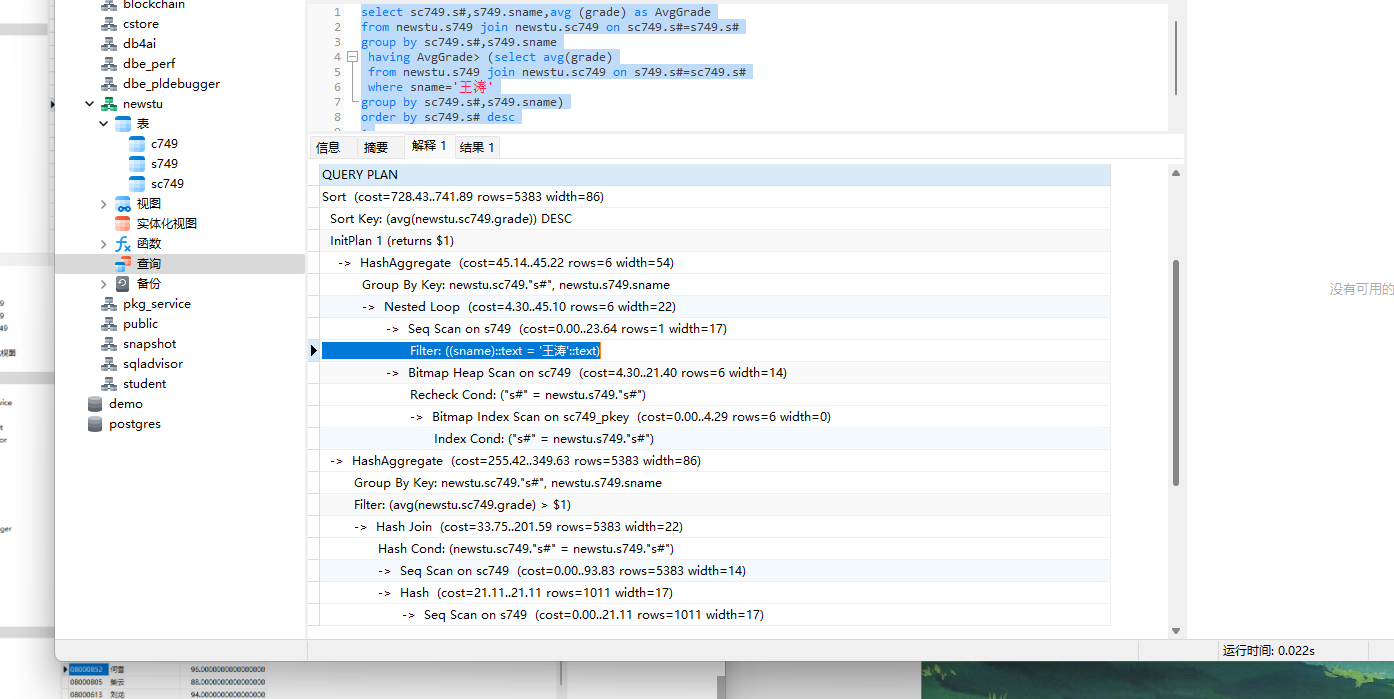 blockchain
cstore
db4ai
dbe_perf
dbe_pldebugger
newstu
表
c749
s749
sc749
视图
实体化视图
函数
查询
备份
pkg_service
public
snapshot
sqladvisor
student
demo
postgres
1 select sc749.s#,s749.sname,avg (grade) as AvgGrade
2 from newstu.s749 join newstu.sc749 on sc749.s#=s749.s#
3 group by sc749.s#,s749.sname
4 having AvgGrade> (select avg(grade)
5 from newstu.s749 join newstu.sc749 on s749.s#=sc749.s#
6 where sname='王涛'
7 group by sc749.s#,s749.sname)
8 order by sc749.s# desc
信息 摘要 解释 1 结果 1
QUERY PLAN
Sort (cost=728.43..741.89 rows=5383 width=86)
Sort Key: (avg(newstu.sc749.grade)) DESC
InitPlan 1 (returns $1)
-> HashAggregate (cost=45.14..45.22 rows=6 width=54)
Group By Key: newstu.sc749."s#", newstu.s749.sname
-> Nested Loop (cost=4.30..45.10 rows=6 width=22)
-> Seq Scan on s749 (cost=0.00..23.64 rows=1 width=17)
Filter: ((sname)::text = '王涛'::text)
-> Bitmap Heap Scan on sc749 (cost=4.30..21.40 rows=6 width=14)
Recheck Cond: ("s#" = newstu.s749."s#")
-> Bitmap Index Scan on sc749_pkey (cost=0.00..4.29 rows=6 width=0)
Index Cond: ("s#" = newstu.s749."s#")
-> HashAggregate (cost=255.42..349.63 rows=5383 width=86)
Group By Key: newstu.sc749."s#", newstu.s749.sname
Filter: (avg(newstu.sc749.grade) > $1)
-> Hash Join (cost=33.75..201.59 rows=5383 width=22)
Hash Cond: (newstu.sc749."s#" = newstu.s749."s#")
-> Seq Scan on sc749 (cost=0.00..93.83 rows=5383 width=14)
-> Hash (cost=21.11..21.11 rows=1011 width=17)
-> Seq Scan on s749 (cost=0.00..21.11 rows=1011 width=17)
没有可用的
运行时间: 0.022s
08000852 何雪 96.0000000000000000
08000805 柴云 88.0000000000000000
08000613 94.0000000000000000